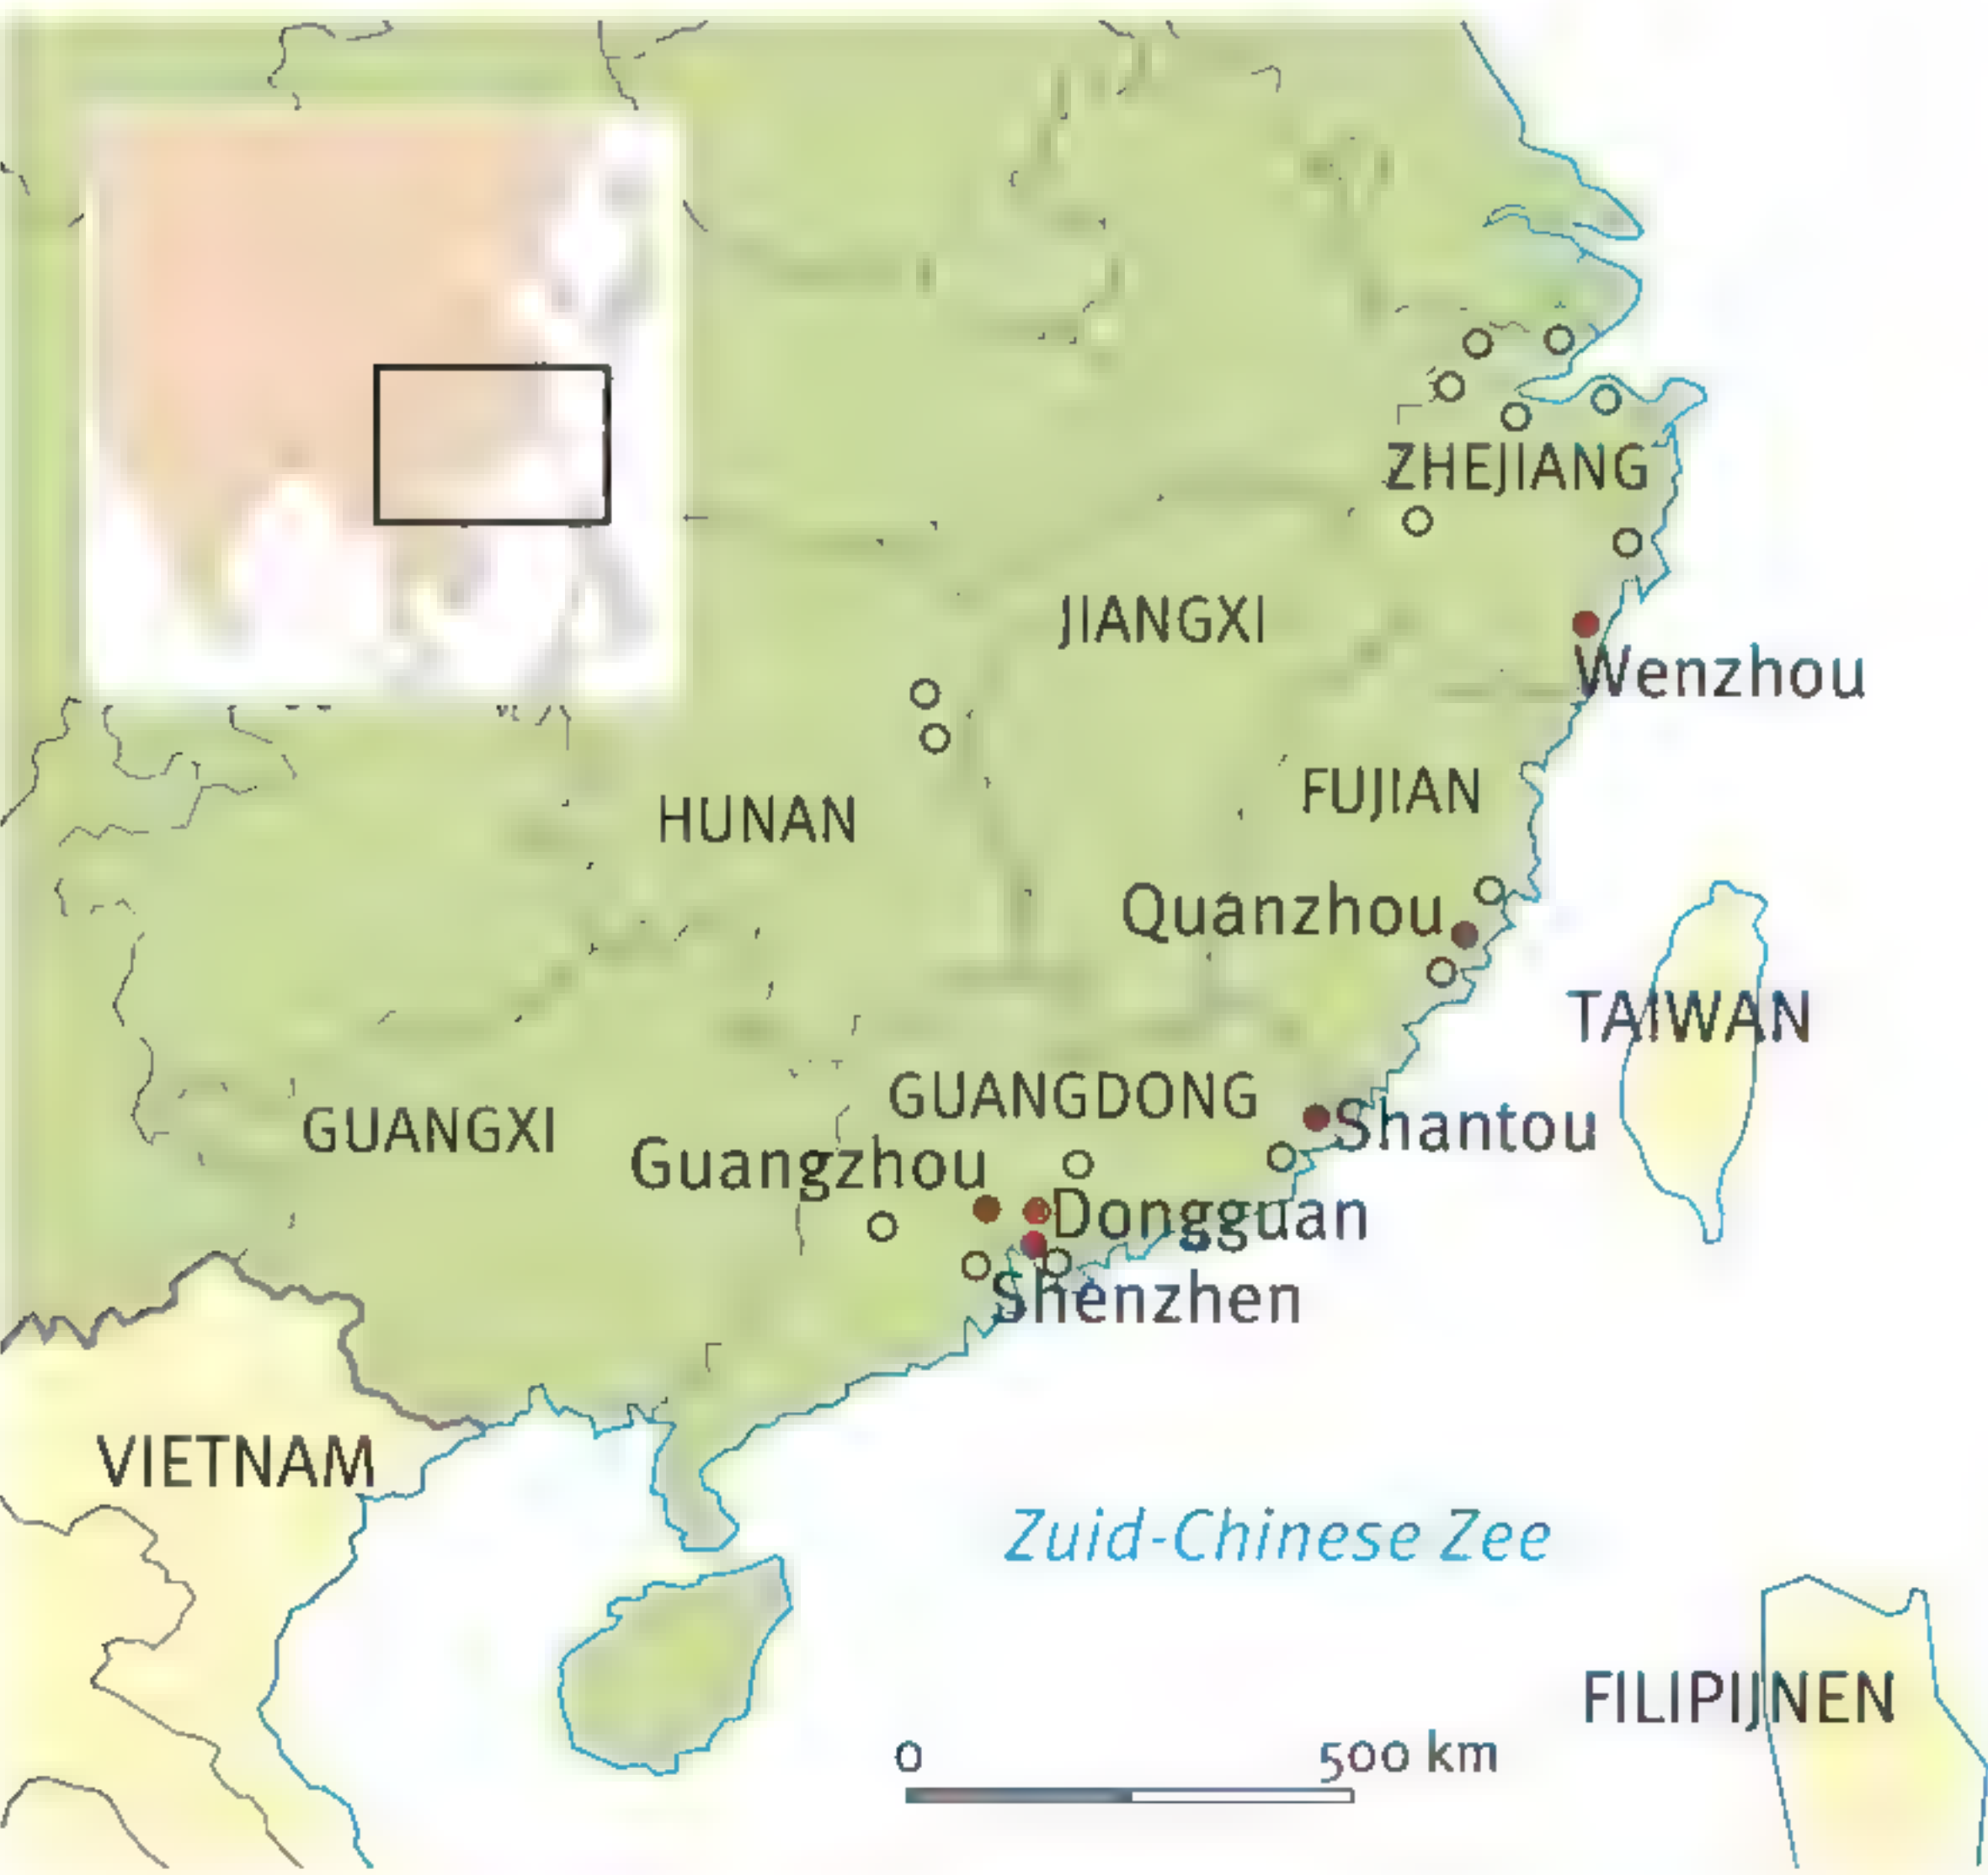 ZHEJIANG
JIANGXI
Wenzhou
FUJIAN
HUNAN
Quanzhou
TAIWAN
GUANGDONG
Shantou
GUANGXI
Guangzhou
Dongguan
Shenzhen
VIETNAM
Zuid-Chinese Zee
FILIPIJNEN
0 500 km